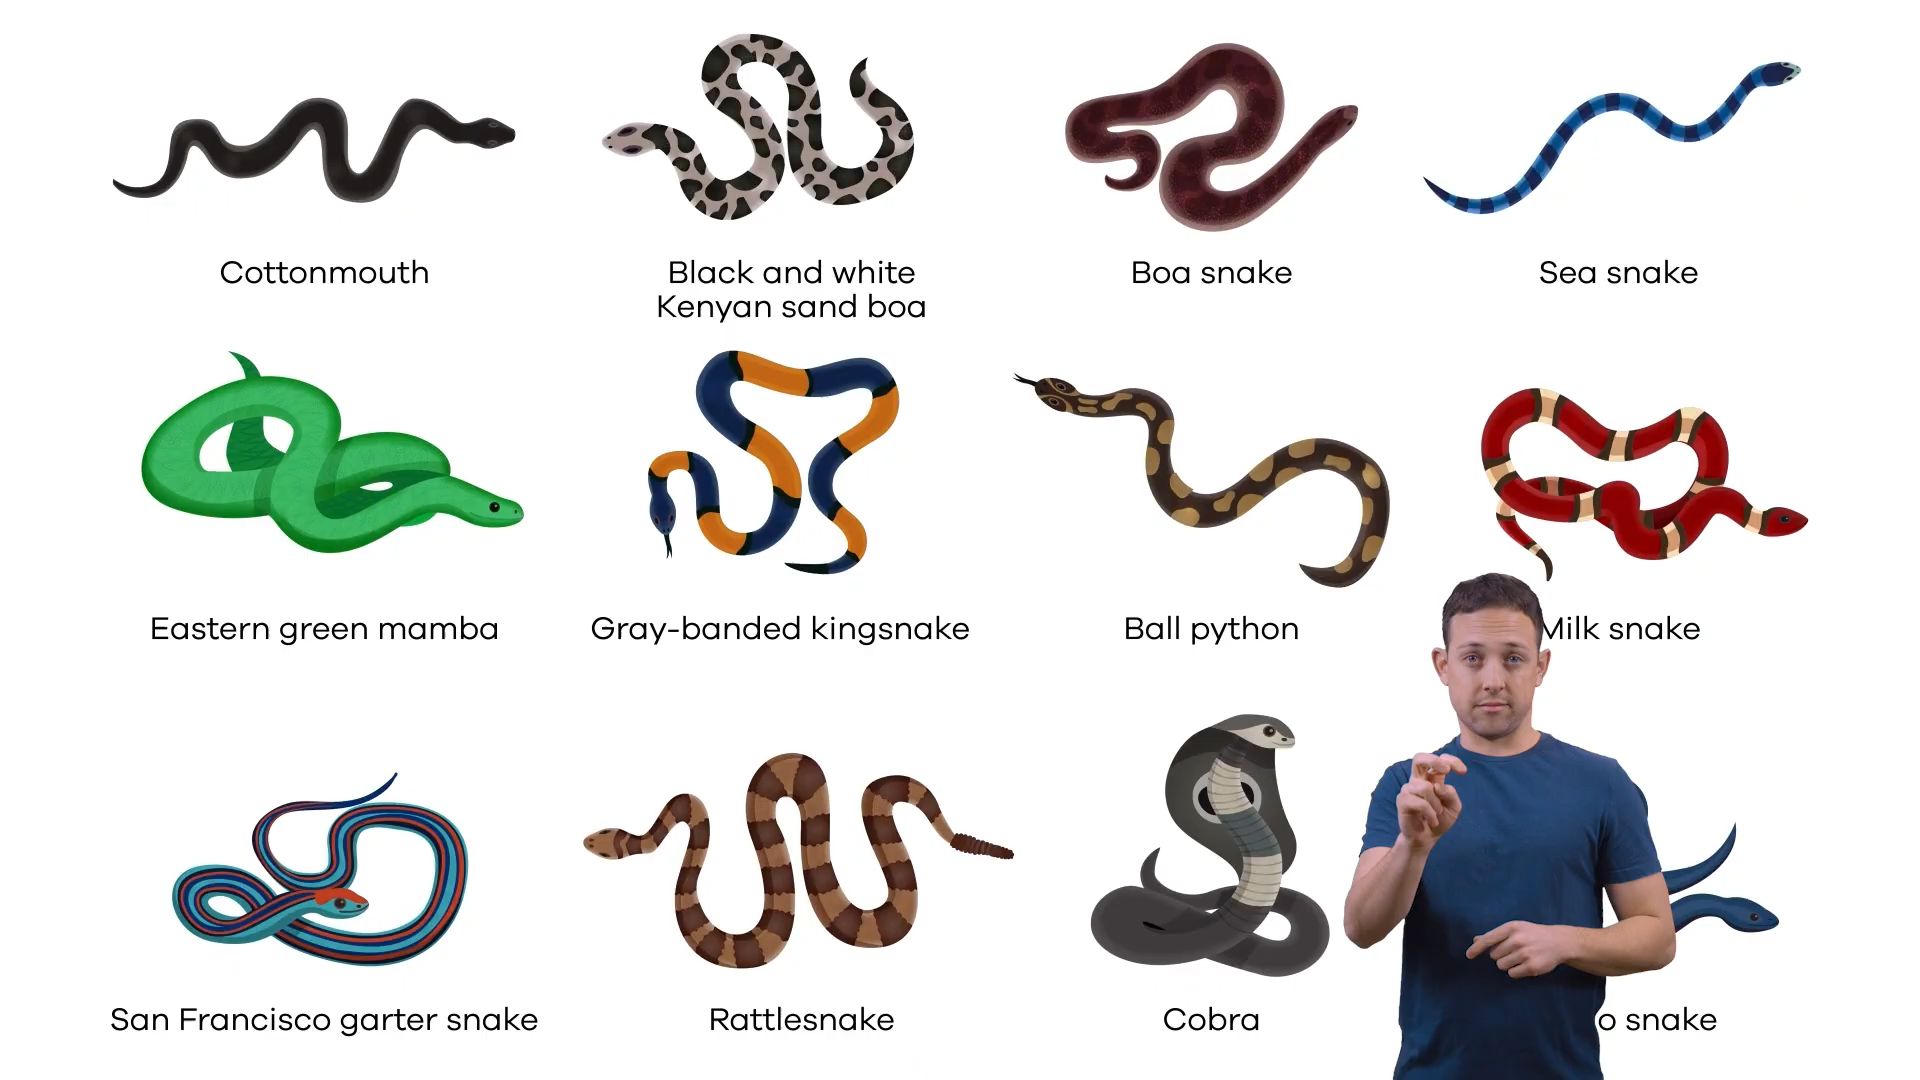 Cottonmouth
Black and white
Kenyan sand boa
Boa snake
Sea snake
Eastern green mamba
Gray-banded kingsnake
Ball python
Milk snake
San Francisco garter snake
Rattlesnake
Cobra
snake